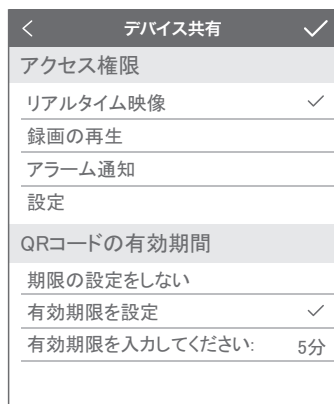 デバイス共有
アクセス権限
リアルタイム映像
録画の再生
アラーム通知
設定
QRコードの有効期間
期限の設定をしない
有効期限を設定
有効期限を入力してください: 5分